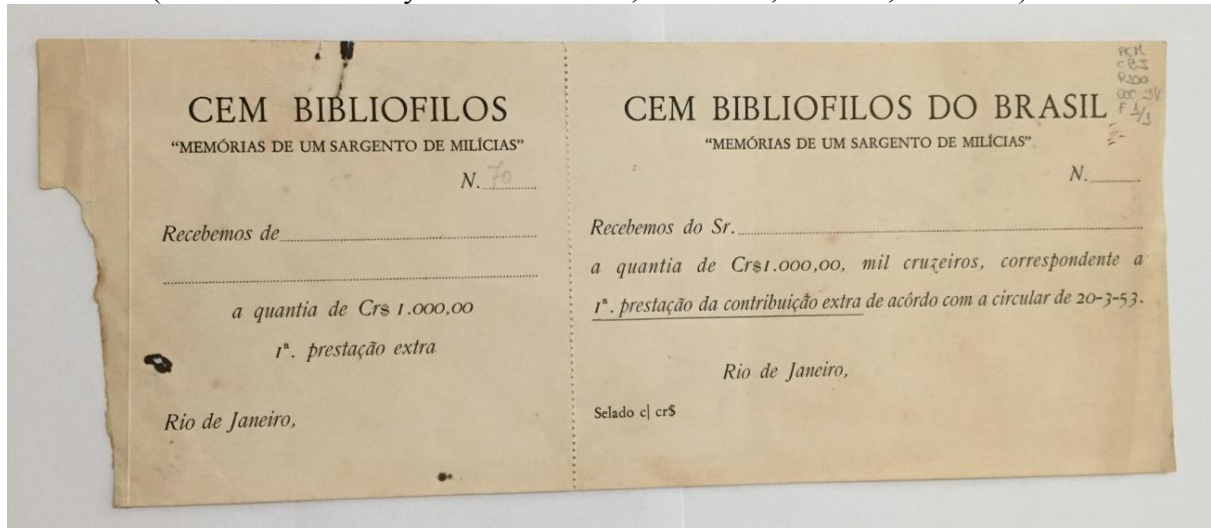 CEM BIBLIOFILOS
“MEMÓRIAS DE UM SARGENTO DE MILÍCIAS”
N. 70
Recebemos de
a quantia de Cr$ 1.000,00
1ª. prestação extra
Rio de Janeiro,
CEM BIBLIOFILOS DO BRASIL
“MEMÓRIAS DE UM SARGENTO DE MILÍCIAS”
N.
Recebemos do Sr.
a quantia de Cr$1.000,00, mil cruzeiros, correspondente a
1ª. prestação da contribuição extra de acôrdo com a circular de 20-3-53.
Rio de Janeiro,
Selado c| cr$
F 1/1